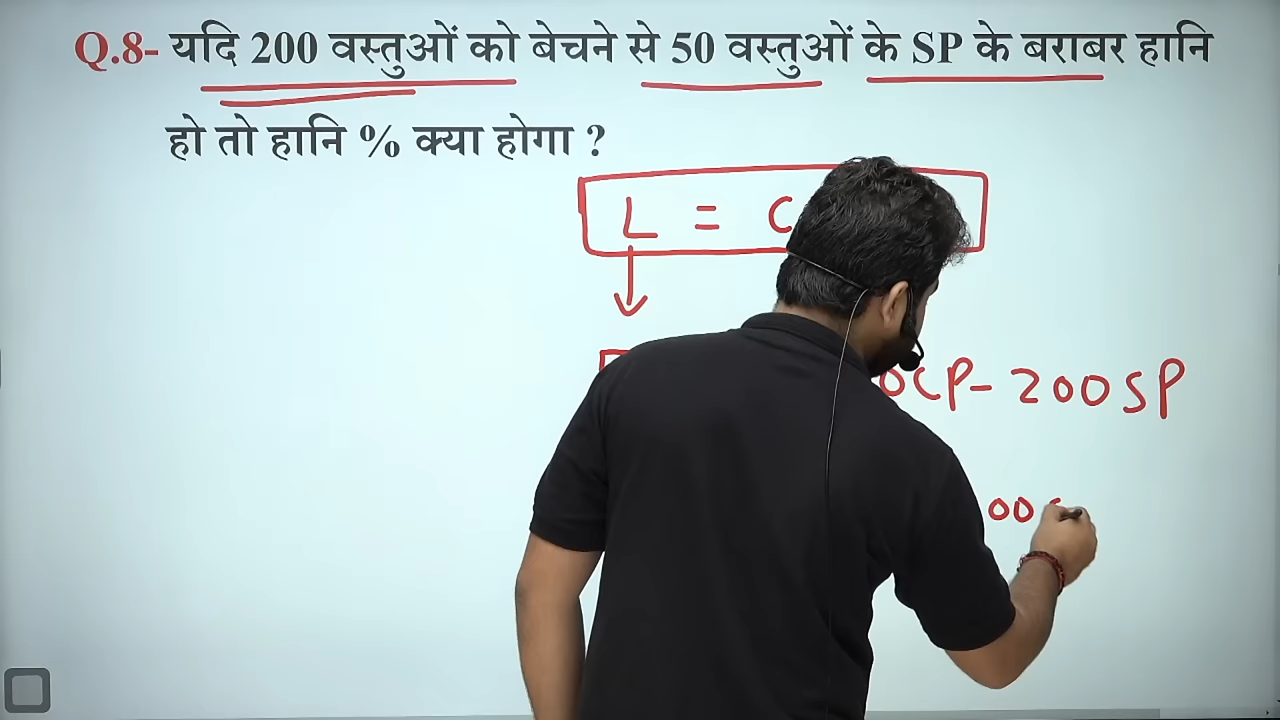 Q.8- यदि 200 वस्तुओं को बेचने से 50 वस्तुओं के SP के बराबर हानि
हो तो हानि % क्या होगा ?
L = C
0CP- 200SP
00